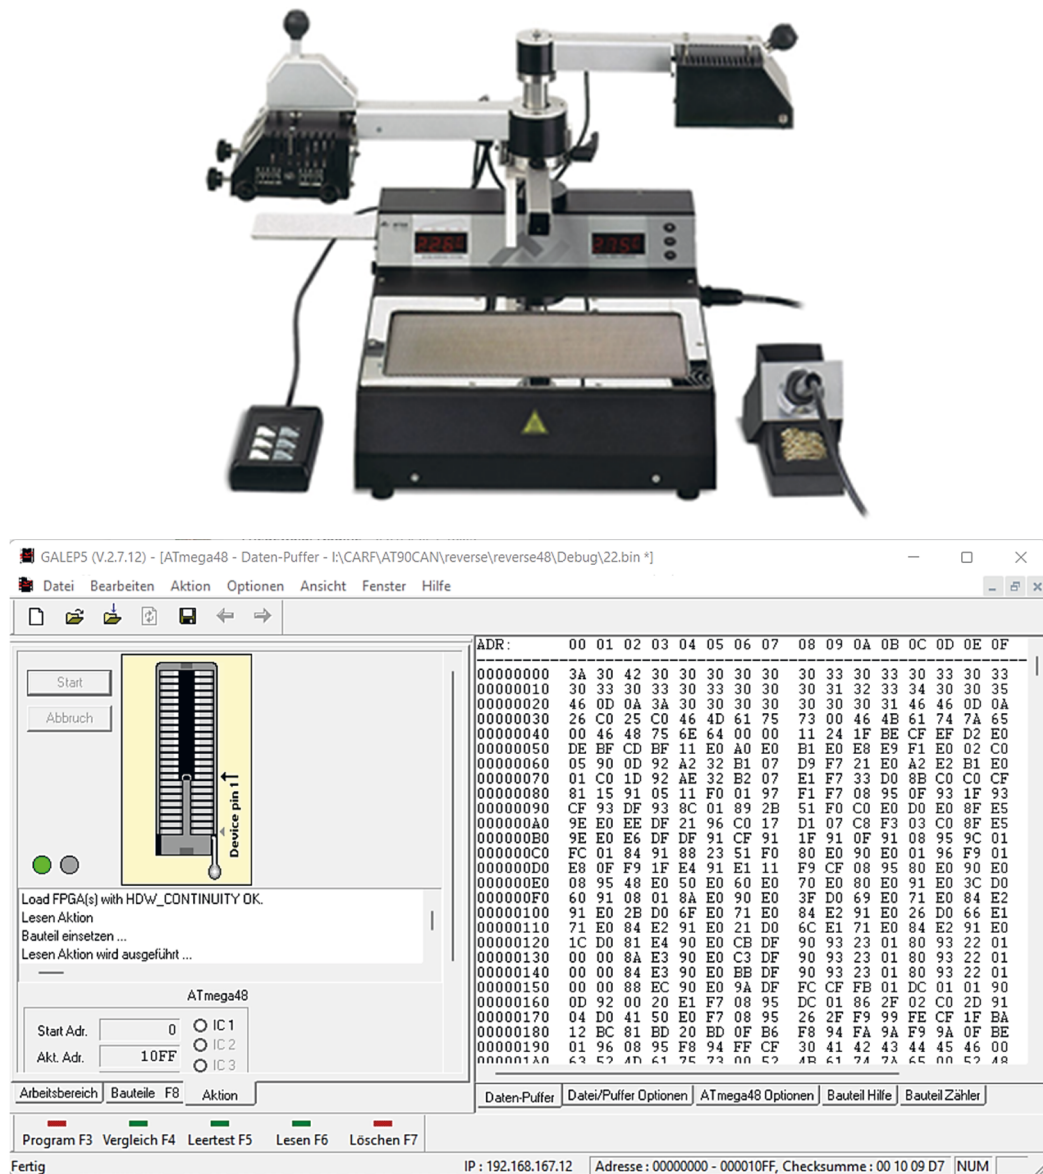 GALEP5 (V.2.7.12) - [ATmega48 - Daten-Puffer - I:\CARF\AT90CAN\reverse\reverse48\Debug\22.bin *]
Datei Bearbeiten Aktion Optionen Ansicht Fenster Hilfe
Start
Abbruch
Device pin 1
Load FPGA(s) with HDW_CONTINUITY OK.
Lesen Aktion
Bauteil einsetzen ...
Lesen Aktion wird ausgeführt ...
ATmega48
Start Adr. 0
Akt. Adr. 10FF
IC 1
IC 2
IC 3
Arbeitsbereich Bauteile F8 Aktion
ADR: 00 01 02 03 04 05 06 07 08 09 0A 0B 0C 0D 0E 0F
00000000 3A 30 42 30 30 30 30 30 30 33 30 33 30 33 30 33
00000010 30 33 30 33 30 33 30 30 30 31 32 33 34 30 30 35
00000020 46 0D 0A 3A 30 30 30 30 30 30 30 31 46 46 0D 0A
00000030 26 C0 25 C0 46 4D 61 75 73 00 46 4B 61 74 7A 65
00000040 00 46 48 75 6E 64 00 00 11 24 1F BE CF EF D2 E0
00000050 DE BF CD BF 11 E0 A0 E0 B1 E0 E8 E9 F1 E0 02 C0
00000060 05 90 0D 92 A2 32 B1 07 D9 F7 21 E0 A2 E2 B1 E0
00000070 01 C0 1D 92 AE 32 B2 07 E1 F7 33 D0 8B C0 C0 CF
00000080 81 15 91 05 11 F0 01 97 F1 F7 08 95 0F 93 1F 93
00000090 CF 93 DF 93 8C 01 89 2B 51 F0 C0 E0 D0 E0 8F E5
000000A0 9E E0 EE DF 21 96 C0 17 D1 07 C8 F3 03 C0 8F E5
000000B0 9E E0 E6 DF DF 91 CF 91 1F 91 0F 91 08 95 9C 01
000000C0 FC 01 84 91 88 23 51 F0 80 E0 90 E0 01 96 F9 01
000000D0 E8 0F F9 1F E4 91 E1 11 F9 CF 08 95 80 E0 90 E0
000000E0 08 95 48 E0 50 E0 60 E0 70 E0 80 E0 91 E0 3C D0
000000F0 60 91 08 01 8A E0 90 E0 3F D0 69 E0 71 E0 84 E2
00000100 91 E0 2B D0 6F E0 71 E0 84 E2 91 E0 26 D0 66 E1
00000110 71 E0 84 E2 91 E0 21 D0 6C E1 71 E0 84 E2 91 E0
00000120 1C D0 81 E4 90 E0 CB DF 90 93 23 01 80 93 22 01
00000130 00 00 8A E3 90 E0 C3 DF 90 93 23 01 80 93 22 01
00000140 00 00 84 E3 90 E0 BB DF 90 93 23 01 80 93 22 01
00000150 00 00 88 EC 90 E0 9A DF FC CF FB 01 DC 01 01 90
00000160 0D 92 00 20 E1 F7 08 95 DC 01 86 2F 02 C0 2D 91
00000170 04 D0 41 50 E0 F7 08 95 26 2F F9 99 FE CF 1F BA
00000180 12 BC 81 BD 20 BD 0F B6 F8 94 FA 9A F9 9A 0F BE
00000190 01 96 08 95 F8 94 FF CF 30 41 42 43 44 45 46 00
000001A0 63 52 4D 61 75 73 00 52 4B 61 74 7A 65 00 52 48
Daten-Puffer Datei/Puffer Optionen ATmega48 Optionen Bauteil Hilfe Bauteil Zähler
Program F3 Vergleich F4 Leertest F5 Lesen F6 Löschen F7
Fertig IP : 192.168.167.12 Adresse : 00000000 - 000010FF, Checksumme : 00 10 09 D7 NUM